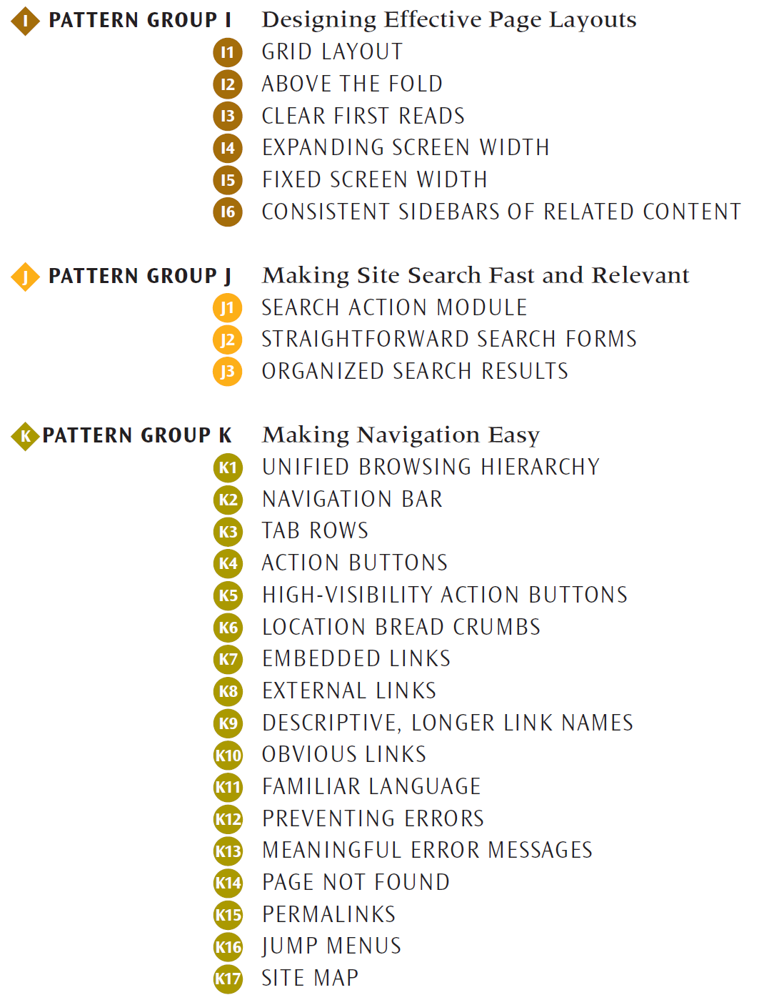 I PATTERN GROUP I Designing Effective Page Layouts
I1 GRID LAYOUT
I2 ABOVE THE FOLD
I3 CLEAR FIRST READS
I4 EXPANDING SCREEN WIDTH
I5 FIXED SCREEN WIDTH
I6 CONSISTENT SIDEBARS OF RELATED CONTENT
J PATTERN GROUP J Making Site Search Fast and Relevant
J1 SEARCH ACTION MODULE
J2 STRAIGHTFORWARD SEARCH FORMS
J3 ORGANIZED SEARCH RESULTS
K PATTERN GROUP K Making Navigation Easy
K1 UNIFIED BROWSING HIERARCHY
K2 NAVIGATION BAR
K3 TAB ROWS
K4 ACTION BUTTONS
K5 HIGH-VISIBILITY ACTION BUTTONS
K6 LOCATION BREAD CRUMBS
K7 EMBEDDED LINKS
K8 EXTERNAL LINKS
K9 DESCRIPTIVE, LONGER LINK NAMES
K10 OBVIOUS LINKS
K11 FAMILIAR LANGUAGE
K12 PREVENTING ERRORS
K13 MEANINGFUL ERROR MESSAGES
K14 PAGE NOT FOUND
K15 PERMALINKS
K16 JUMP MENUS
K17 SITE MAP